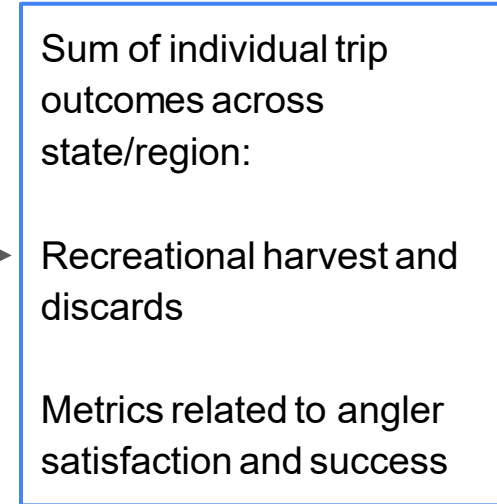 Sum of individual trip
outcomes across
state/region:
Recreational harvest and
discards
Metrics related to angler
satisfaction and success